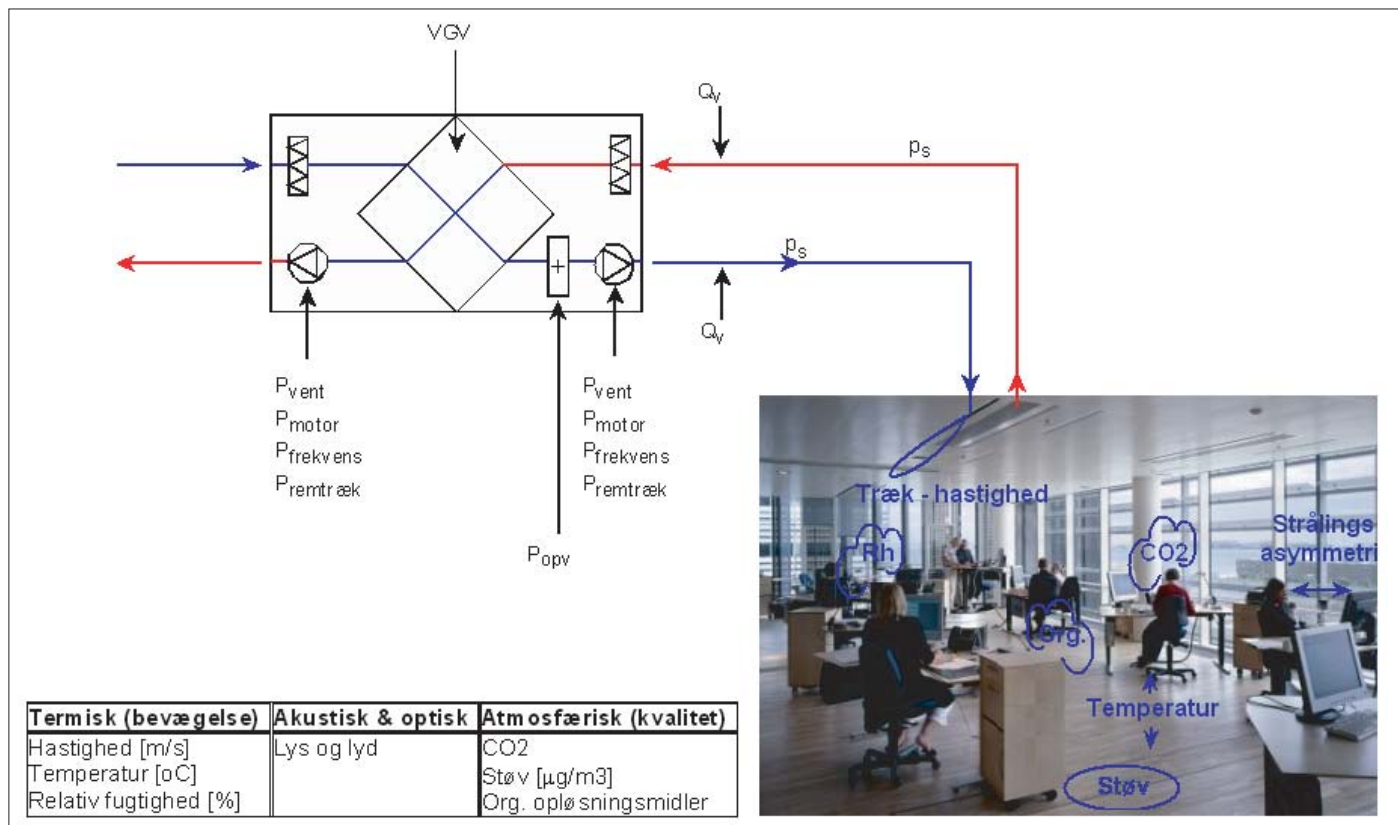 VGV
Qv
ps
ps
Qv
Pvent
Pmotor
Pfrekvens
Premtræk
Pvent
Pmotor
Pfrekvens
Premtræk
Popv
+
Træk - hastighed
Rh
CO2
Strålings
asymmetri
Org.
Temperatur
Støv
Termisk (bevægelse) Akustisk & optisk Atmosfærisk (kvalitet)
Hastighed [m/s] Lys og lyd CO2
Temperatur [oC] Støv [µg/m3]
Relativ fugtighed [%] Org. opløsningsmidler